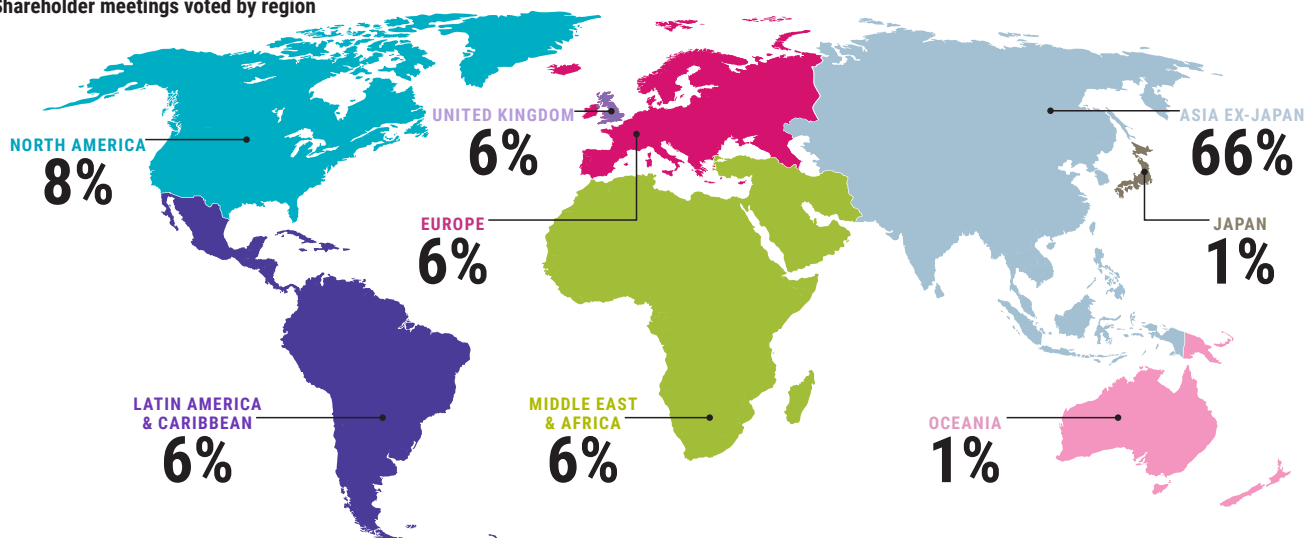 Shareholder meetings voted by region
NORTH AMERICA
8%
UNITED KINGDOM
6%
EUROPE
6%
ASIA EX-JAPAN
66%
JAPAN
1%
LATIN AMERICA
& CARIBBEAN
6%
MIDDLE EAST
& AFRICA
6%
OCEANIA
1%